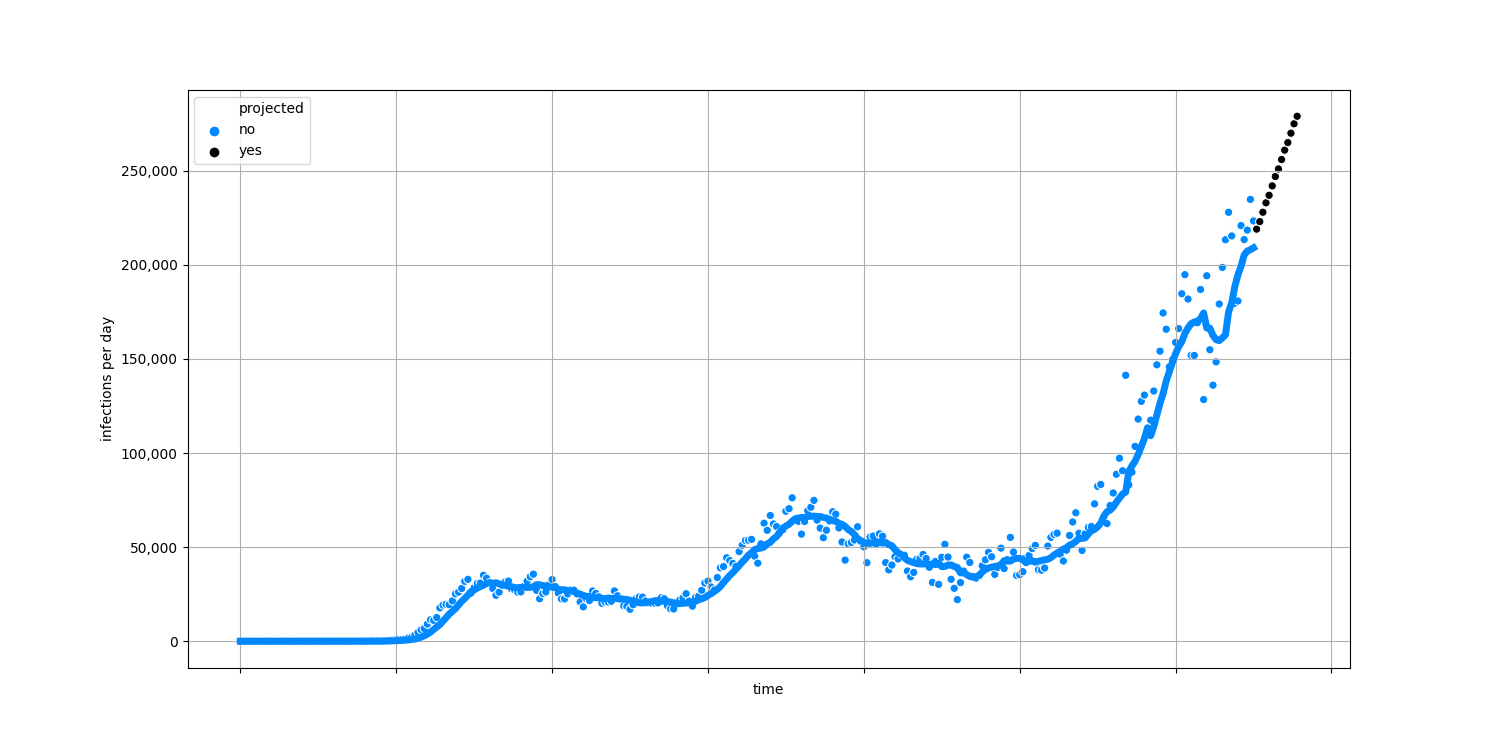 projected
no
yes
250,000
200,000
150,000
100,000
50,000
0
infections per day
time